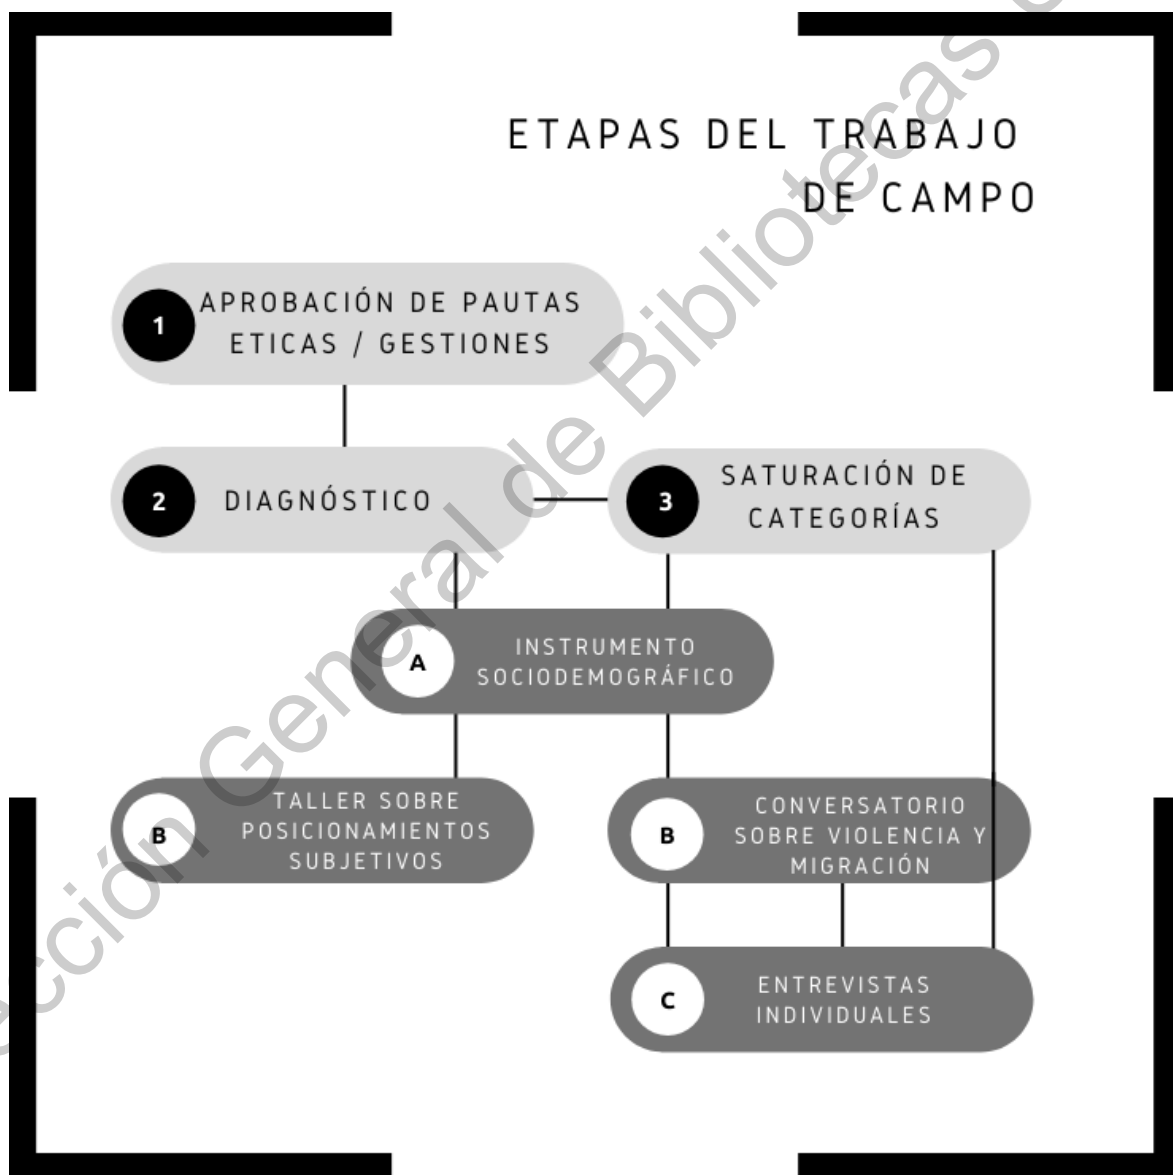 ETAPAS DEL TRABAJO
DE CAMPO
1
APROBACIÓN DE PAUTAS
ETICAS / GESTIONES
2
DIAGNÓSTICO
3
SATURACIÓN DE
CATEGORÍAS
A
INSTRUMENTO
SOCIODEMOGRÁFICO
B
TALLER SOBRE
POSICIONAMIENTOS
SUBJETIVOS
B
CONVERSATORIO
SOBRE VIOLENCIA Y
MIGRACIÓN
C
ENTREVISTAS
INDIVIDUALES
ección General de Bibliotecas